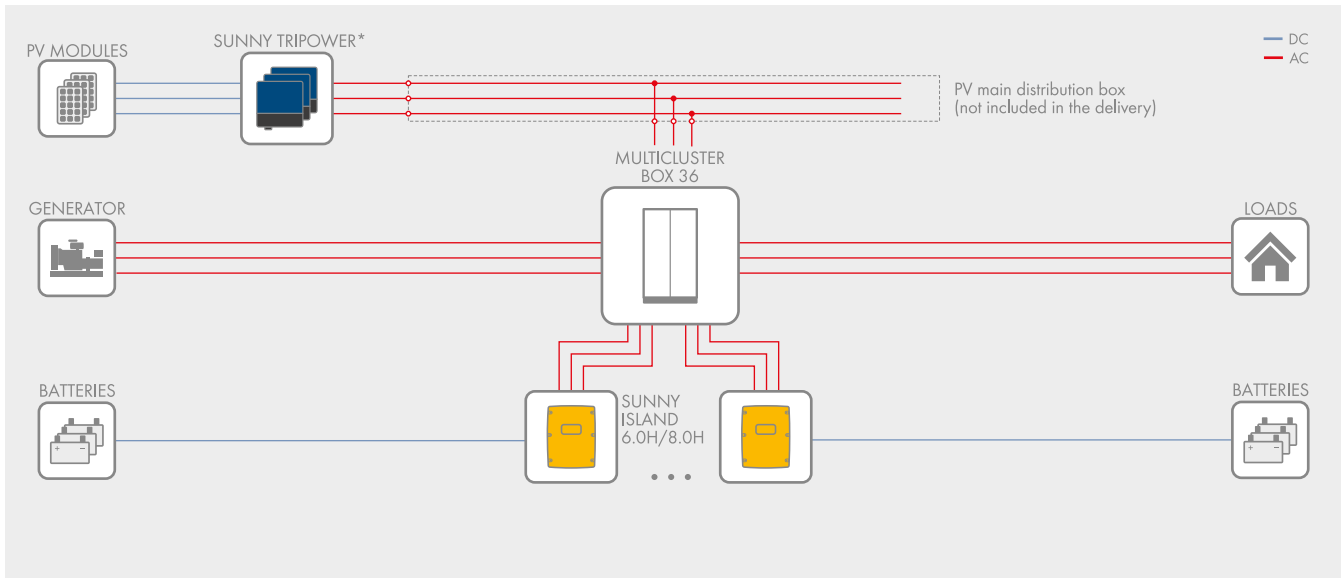 PV MODULES
SUNNY TRIPOWER*
DC
AC
PV main distribution box
(not included in the delivery)
MULTICLUSTER
BOX 36
GENERATOR
LOADS
BATTERIES
SUNNY
ISLAND
6.0H/8.0H
BATTERIES